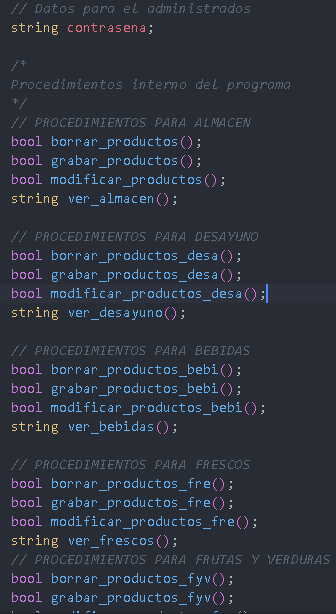 // Datos para el administrados
string contrasena;
/*
Procedimientos interno del programa
*/
// PROCEDIMIENTOS PARA ALMACEN
bool borrar_productos();
bool grabar_productos();
bool modificar_productos();
string ver_almacen();
// PROCEDIMIENTOS PARA DESAYUNO
bool borrar_productos_desa();
bool grabar_productos_desa();
bool modificar_productos_desa();
string ver_desayuno();
// PROCEDIMIENTOS PARA BEBIDAS
bool borrar_productos_bebi();
bool grabar_productos_bebi();
bool modificar_productos_bebi();
string ver_bebidas();
// PROCEDIMIENTOS PARA FRESCOS
bool borrar_productos_fre();
bool grabar_productos_fre();
bool modificar_productos_fre();
string ver_frescos();
// PROCEDIMIENTOS PARA FRUTAS Y VERDURAS
bool borrar_productos_fyv();
bool grabar_productos_fyv();